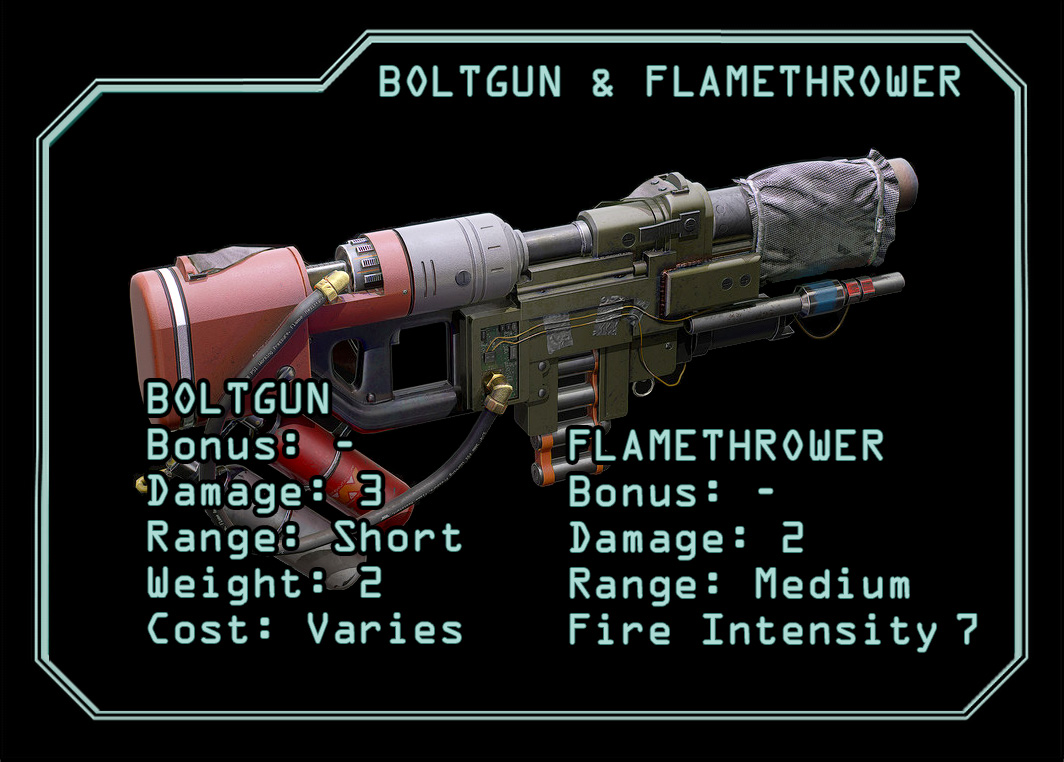 BOLTGUN & FLAMETHROWER
BOLTGUN
Bonus: -
Damage: 3
Range: Short
Weight: 2
Cost: Varies
FLAMETHROWER
Bonus: -
Damage: 2
Range: Medium
Fire Intensity 7